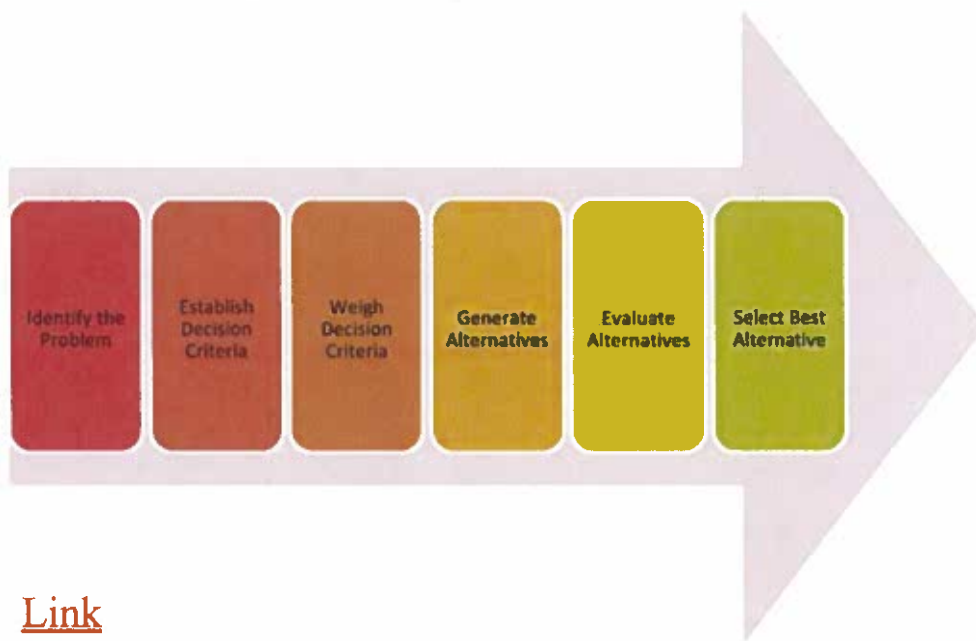 Identify the
Problem
Establish
Decision
Criteria
Weigh
Decision
Criteria
Generate
Alternatives
Evaluate
Alternatives
Select Best
Alternative
Link